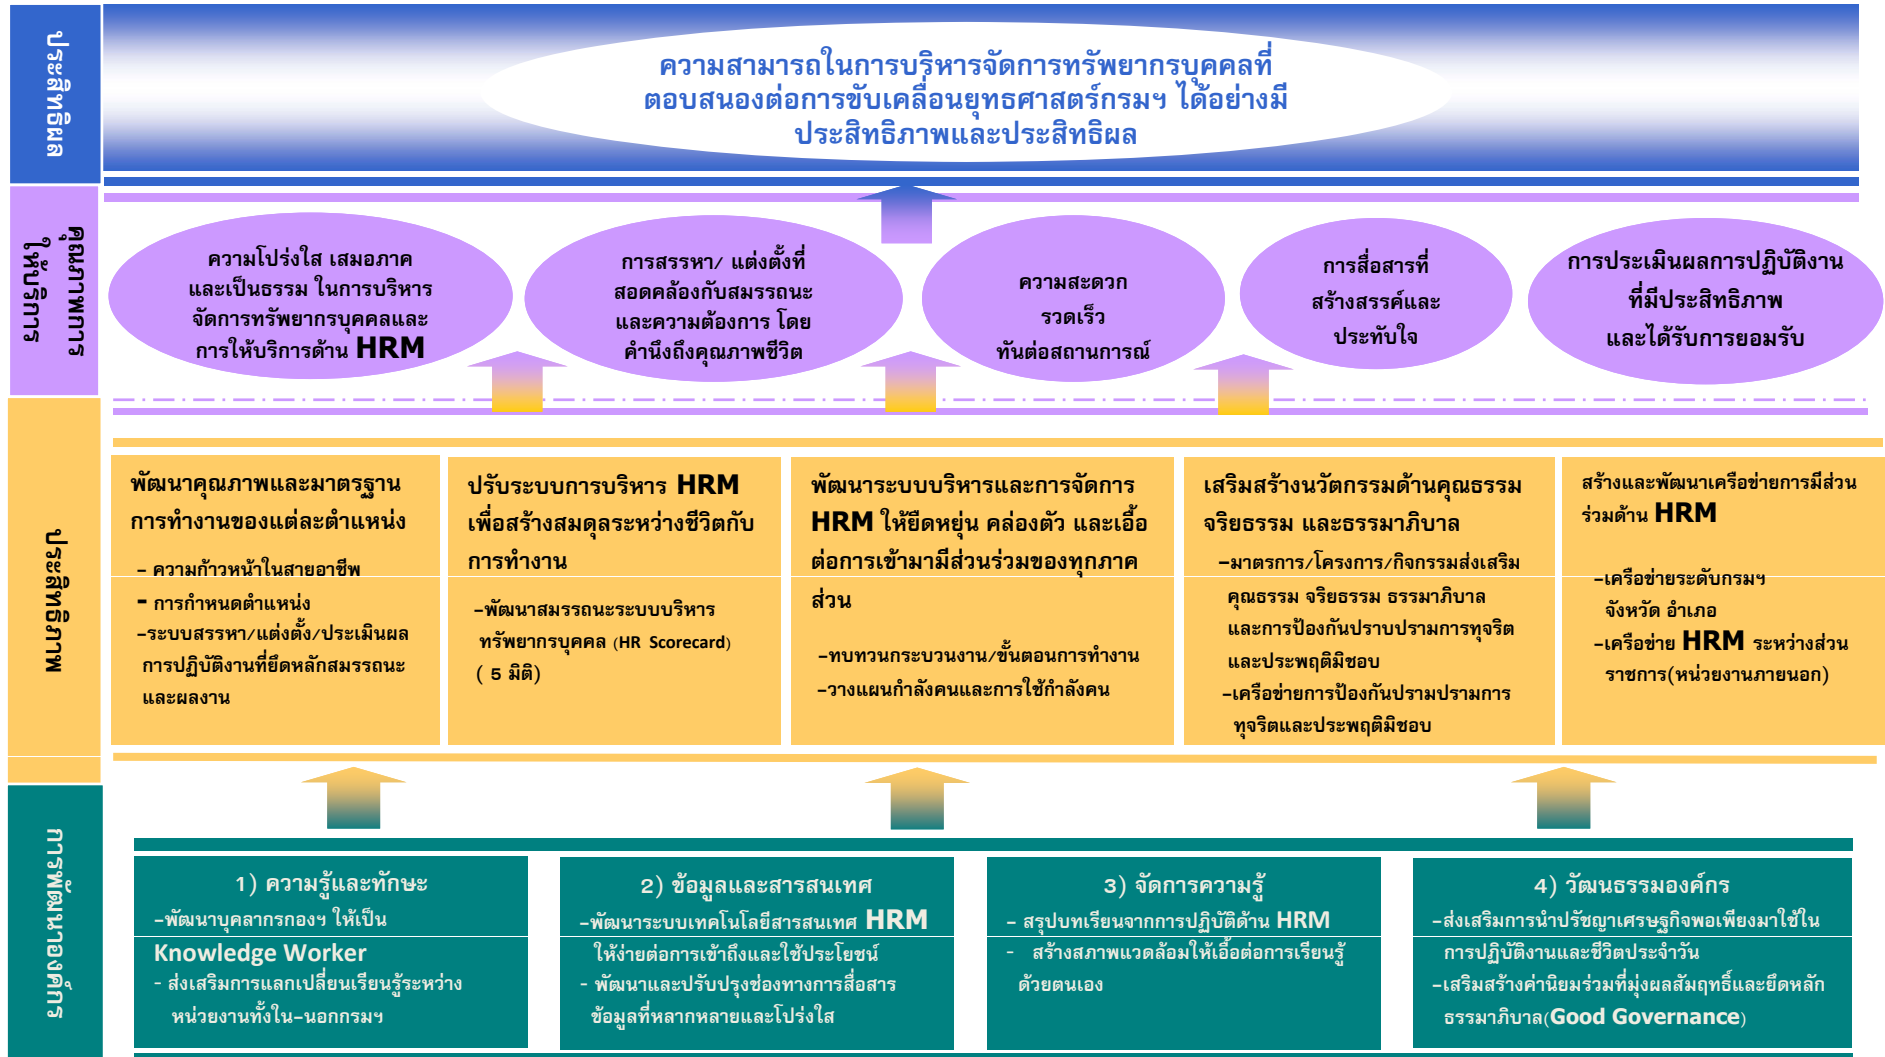 ประสิทธิผล
ความสามารถในการบริหารจัดการทรัพยากรบุคคลที่
ตอบสนองต่อการขับเคลื่อนยุทธศาสตร์กรมฯ ได้อย่างมี
ประสิทธิภาพและประสิทธิผล
คุณภาพการ
ให้บริการ
ความโปร่งใส เสมอภาค
และเป็นธรรม ในการบริหาร
จัดการทรัพยากรบุคคลและ
การให้บริการด้าน HRM
การสรรหา/ แต่งตั้งที่
สอดคล้องกับสมรรถนะ
และความต้องการ โดย
คำนึงถึงคุณภาพชีวิต
ความสะดวก
รวดเร็ว
ทันต่อสถานการณ์
การสื่อสารที่
สร้างสรรค์และ
ประทับใจ
การประเมินผลการปฏิบัติงาน
ที่มีประสิทธิภาพ
และได้รับการยอมรับ
ประสิทธิภาพ
พัฒนาคุณภาพและมาตรฐาน
การทำงานของแต่ละตำแหน่ง
- ความก้าวหน้าในสายอาชีพ
- การกำหนดตำแหน่ง
-ระบบสรรหา/แต่งตั้ง/ประเมินผล
การปฏิบัติงานที่ยึดหลักสมรรถนะ
และผลงาน
ปรับระบบการบริหาร HRM
เพื่อสร้างสมดุลระหว่างชีวิตกับ
การทำงาน
-พัฒนาสมรรถนะระบบบริหาร
ทรัพยากรบุคคล (HR Scorecard)
( 5 มิติ)
พัฒนาระบบบริหารและการจัดการ
HRM ให้ยืดหยุ่น คล่องตัว และเอื้อ
ต่อการเข้ามามีส่วนร่วมของทุกภาค
ส่วน
-ทบทวนกระบวนงาน/ขั้นตอนการทำงาน
-วางแผนกำลังคนและการใช้กำลังคน
เสริมสร้างนวัตกรรมด้านคุณธรรม
จริยธรรม และธรรมาภิบาล
-มาตรการ/โครงการ/กิจกรรมส่งเสริม
คุณธรรม จริยธรรม ธรรมาภิบาล
และการป้องกันปราบปรามการทุจริต
และประพฤติมิชอบ
-เครือข่ายการป้องกันปรามปรามการ
ทุจริตและประพฤติมิชอบ
สร้างและพัฒนาเครือข่ายการมีส่วน
ร่วมด้าน HRM
-เครือข่ายระดับกรมฯ
จังหวัด อำเภอ
-เครือข่าย HRM ระหว่างส่วน
ราชการ(หน่วยงานภายนอก)
การพัฒนาองค์กร
1) ความรู้และทักษะ
-พัฒนาบุคลากรกองฯ ให้เป็น
Knowledge Worker
- ส่งเสริมการแลกเปลี่ยนเรียนรู้ระหว่าง
หน่วยงานทั้งใน-นอกกรมฯ
2) ข้อมูลและสารสนเทศ
-พัฒนาระบบเทคโนโลยีสารสนเทศ HRM
ให้ง่ายต่อการเข้าถึงและใช้ประโยชน์
- พัฒนาและปรับปรุงช่องทางการสื่อสาร
ข้อมูลที่หลากหลายและโปร่งใส
3) จัดการความรู้
- สรุปบทเรียนจากการปฏิบัติด้าน HRM
- สร้างสภาพแวดล้อมให้เอื้อต่อการเรียนรู้
ด้วยตนเอง
4) วัฒนธรรมองค์กร
-ส่งเสริมการนำปรัชญาเศรษฐกิจพอเพียงมาใช้ใน
การปฏิบัติงานและชีวิตประจำวัน
-เสริมสร้างค่านิยมร่วมที่มุ่งผลสัมฤทธิ์และยึดหลัก
ธรรมาภิบาล(Good Governance)